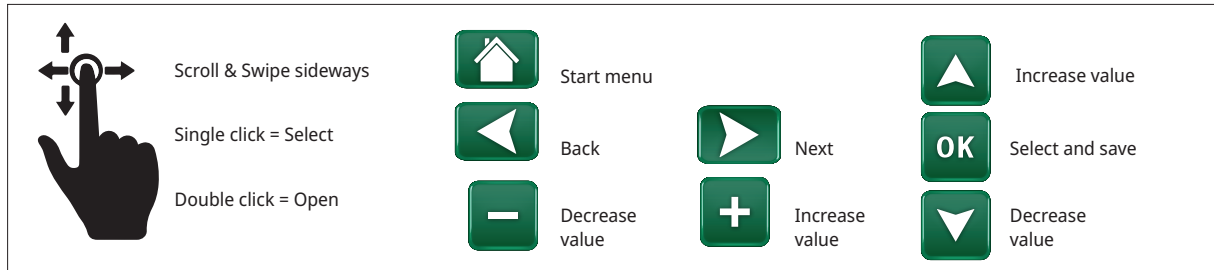 Scroll & Swipe sideways
Single click = Select
Double click = Open
Start menu
Back
Decrease
value
Next
Increase
value
Increase value
OK
Select and save
Decrease
value